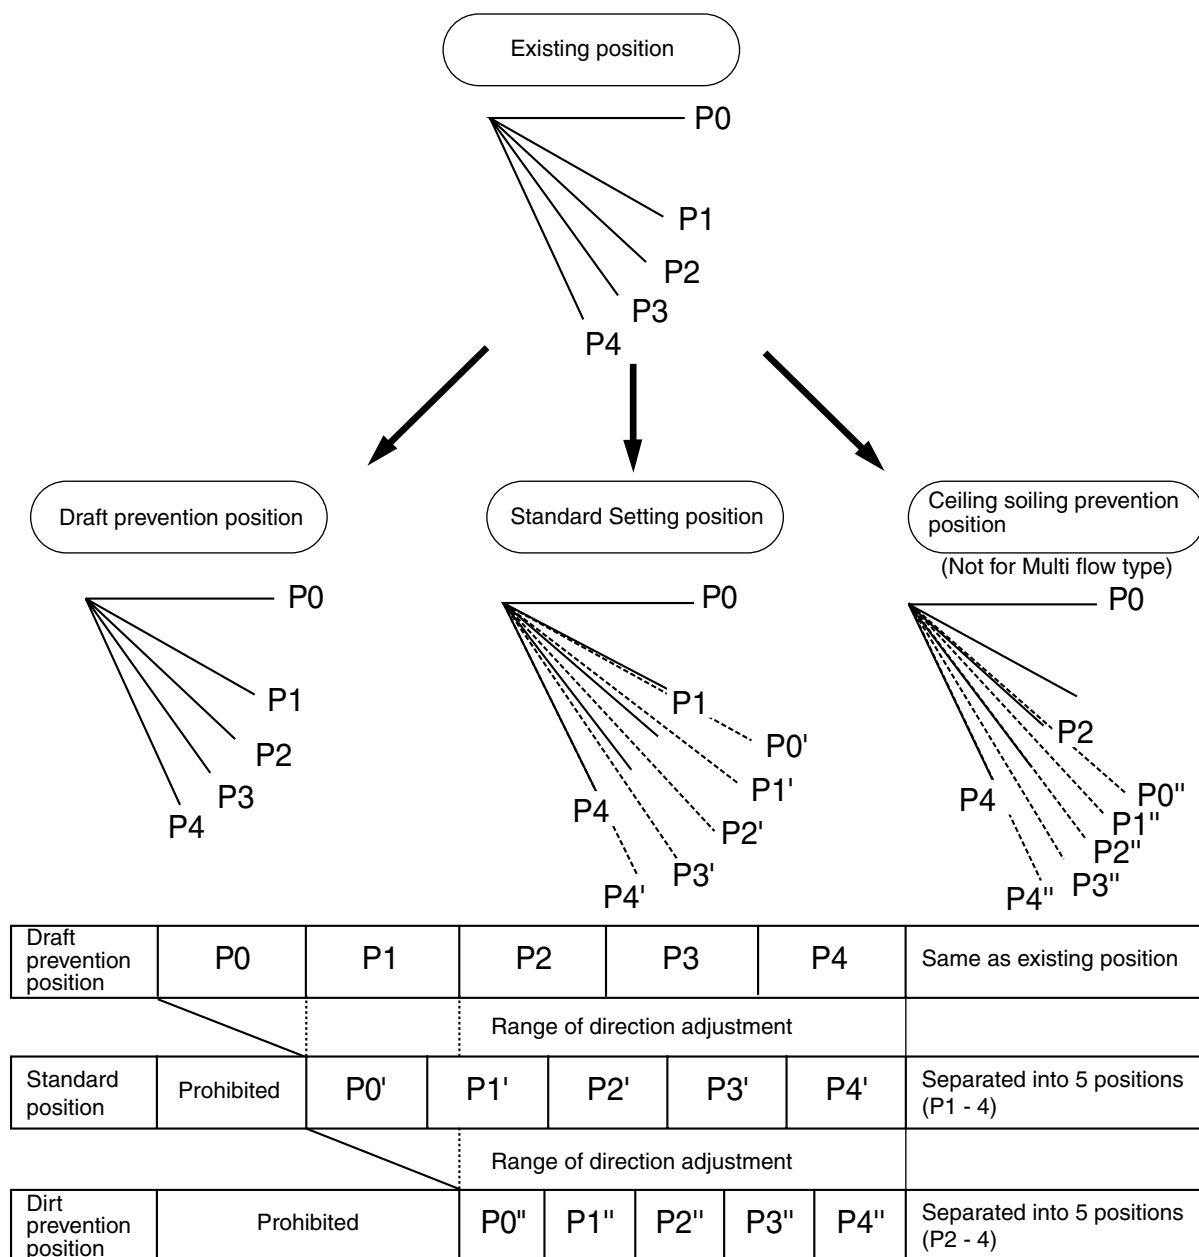 Existing position
P0
P1
P2
P3
P4
Draft prevention position
Standard Setting position
Ceiling soiling prevention
position
(Not for Multi flow type)
P0
P1
P2
P3
P4
P0
P1
P0'
P1'
P2'
P3'
P4
P4'
P0
P2
P0"
P1"
P2"
P3"
P4
P4"
Draft
prevention
position
P0
P1
P2
P3
P4
Same as existing position
Range of direction adjustment
Standard
position
Prohibited
P0'
P1'
P2'
P3'
P4'
Separated into 5 positions
(P1 - 4)
Range of direction adjustment
Dirt
prevention
position
Prohibited
P0"
P1"
P2"
P3"
P4"
Separated into 5 positions
(P2 - 4)